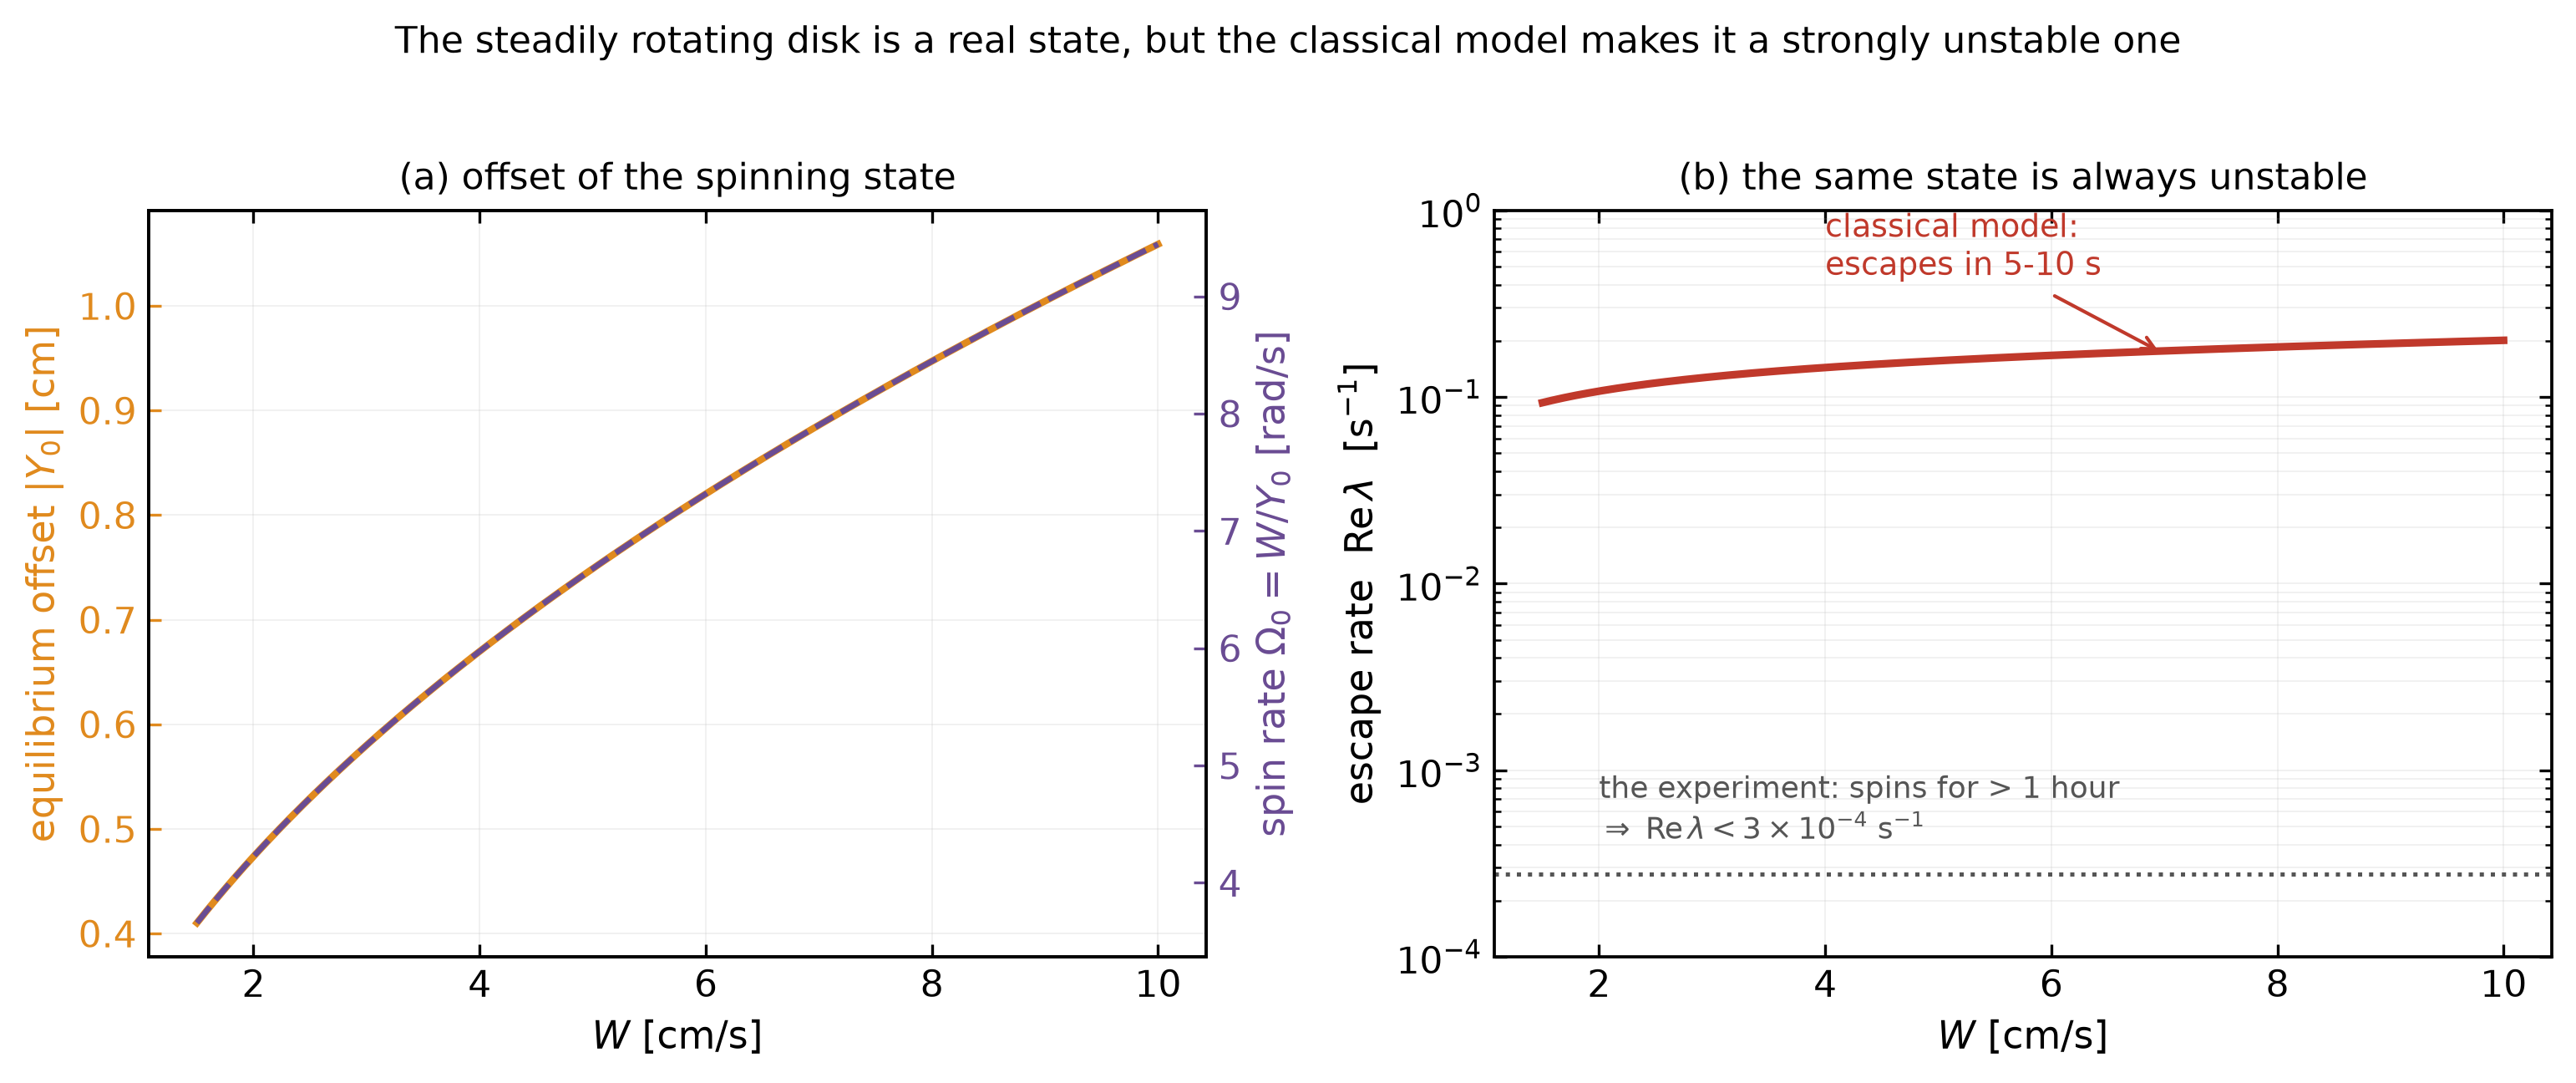 The steadily rotating disk is a real state, but the classical model makes it a strongly unstable one
(a) offset of the spinning state
equilibrium offset |Y₀| [cm]
1.0
0.9
0.8
0.7
0.6
0.5
0.4
2 4 6 8 10
W [cm/s]
9
8
7
6
5
4
spin rate Ω₀ = W/Y₀ [rad/s]
(b) the same state is always unstable
escape rate Re λ [s⁻¹]
10⁰
10⁻¹
10⁻²
10⁻³
10⁻⁴
classical model:
escapes in 5-10 s
the experiment: spins for > 1 hour
⇒ Re λ < 3 × 10⁻⁴ s⁻¹
2 4 6 8 10
W [cm/s]